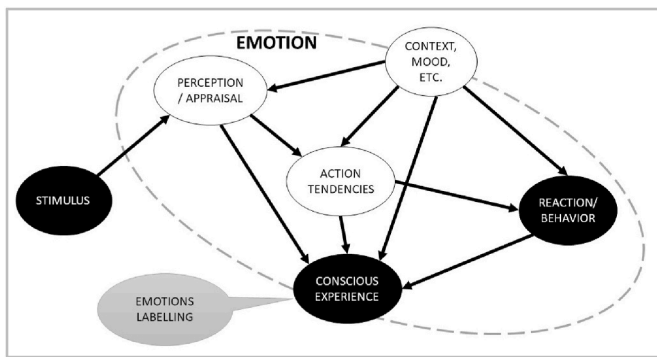 EMOTION
CONTEXT,
MOOD,
ETC.
PERCEPTION
/ APPRAISAL
ACTION
TENDENCIES
STIMULUS
REACTION/
BEHAVIOR
CONSCIOUS
EXPERIENCE
EMOTIONS
LABELLING